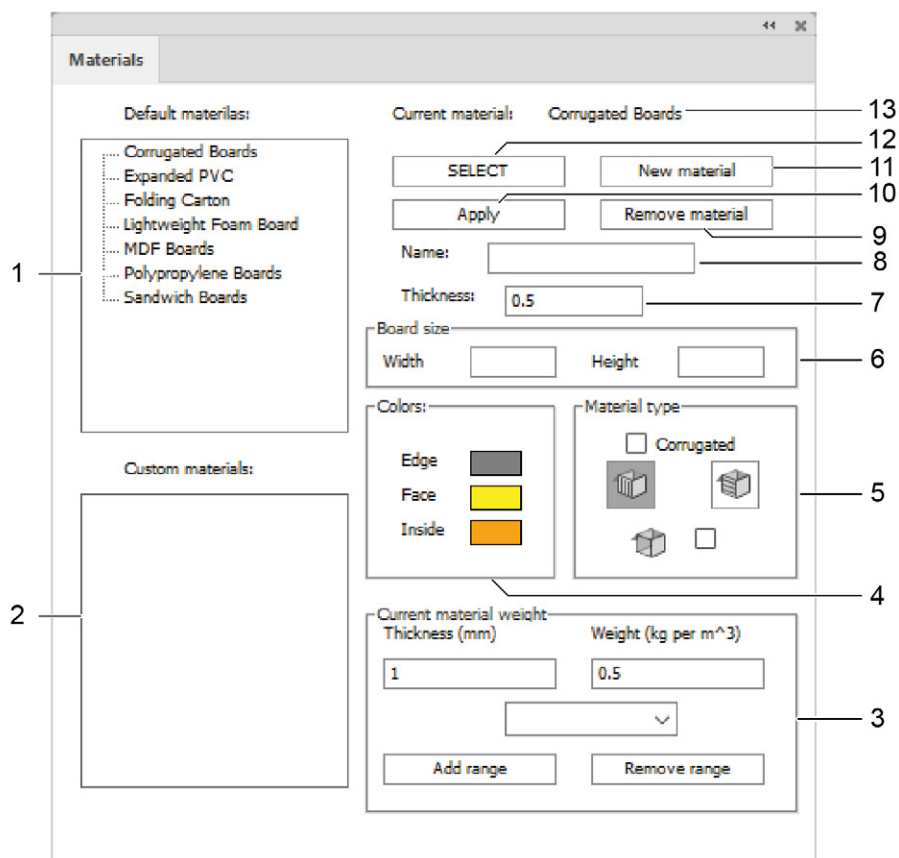 Materials
Default materilas:
Corrugated Boards
Expanded PVC
Folding Carton
Lightweight Foam Board
MDF Boards
Polypropylene Boards
Sandwich Boards
1
Custom materials:
2
Current material: Corrugated Boards
13
12
SELECT New material
11
10
Apply Remove material
9
Name:
8
Thickness: 0.5
7
Board size
Width Height
6
Colors:
Edge
Face
Inside
4
Material type
Corrugated
5
Current material weight
Thickness (mm) Weight (kg per m^3)
1 0.5
3
Add range Remove range